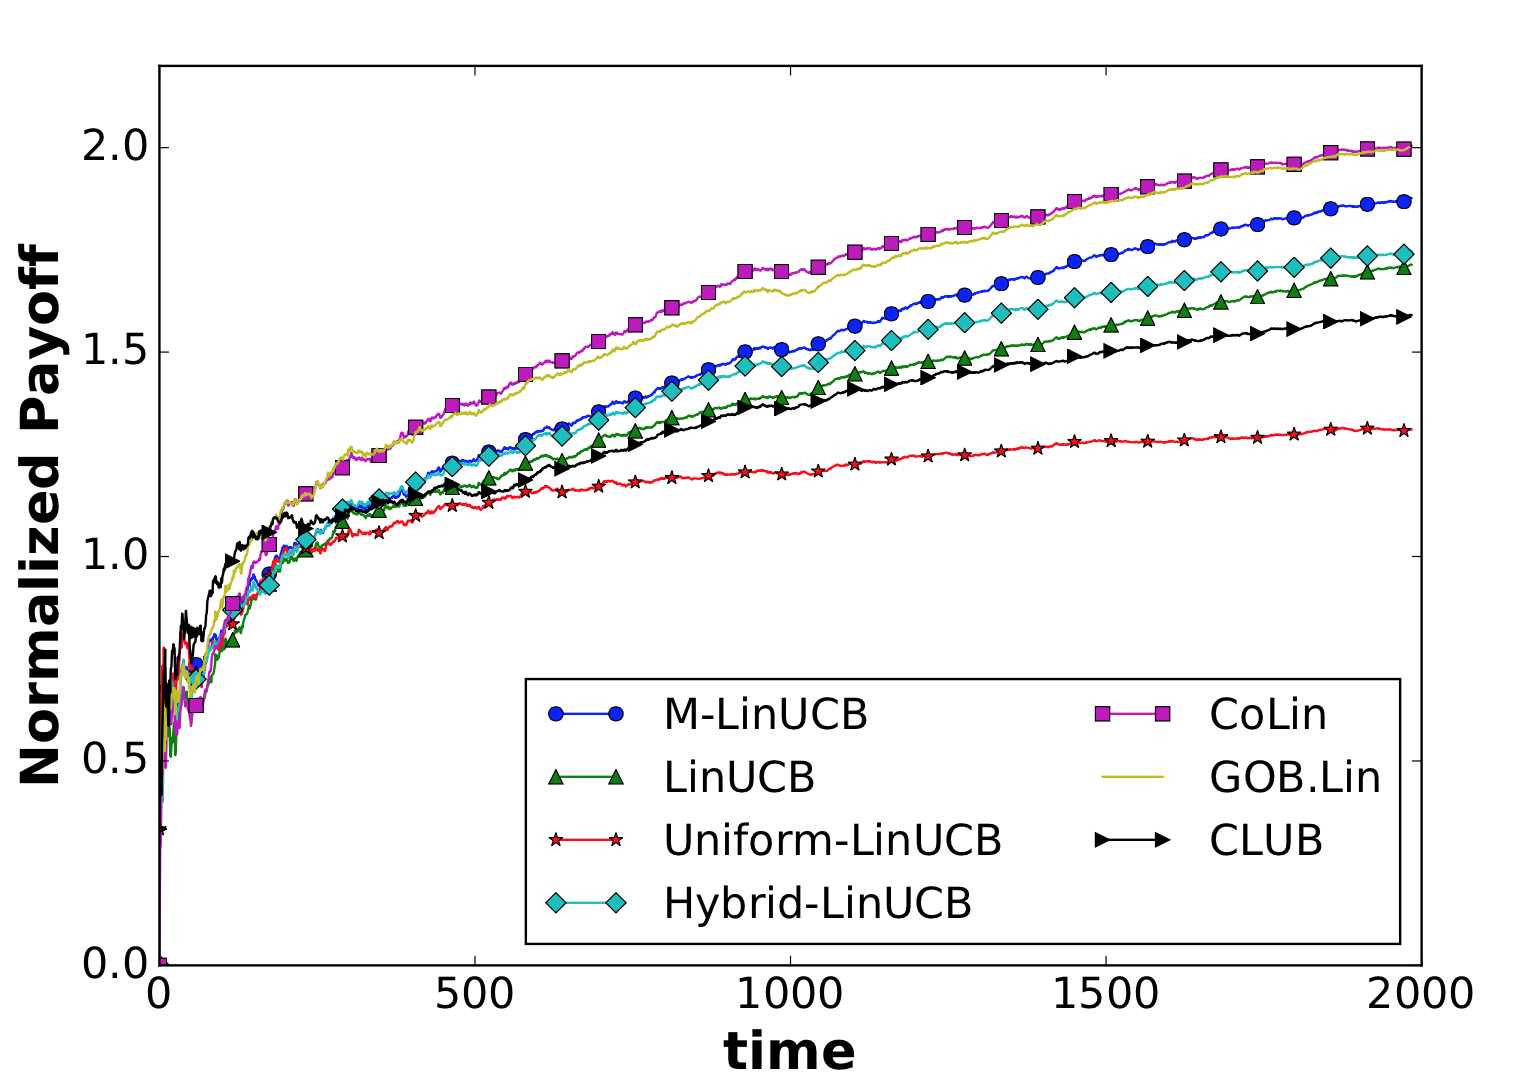 Normalized Payoff
2.0
1.5
1.0
0.5
0.0
0 500 1000 1500 2000
time
M-LinUCB
LinUCB
Uniform-LinUCB
Hybrid-LinUCB
CoLin
GOB.Lin
CLUB